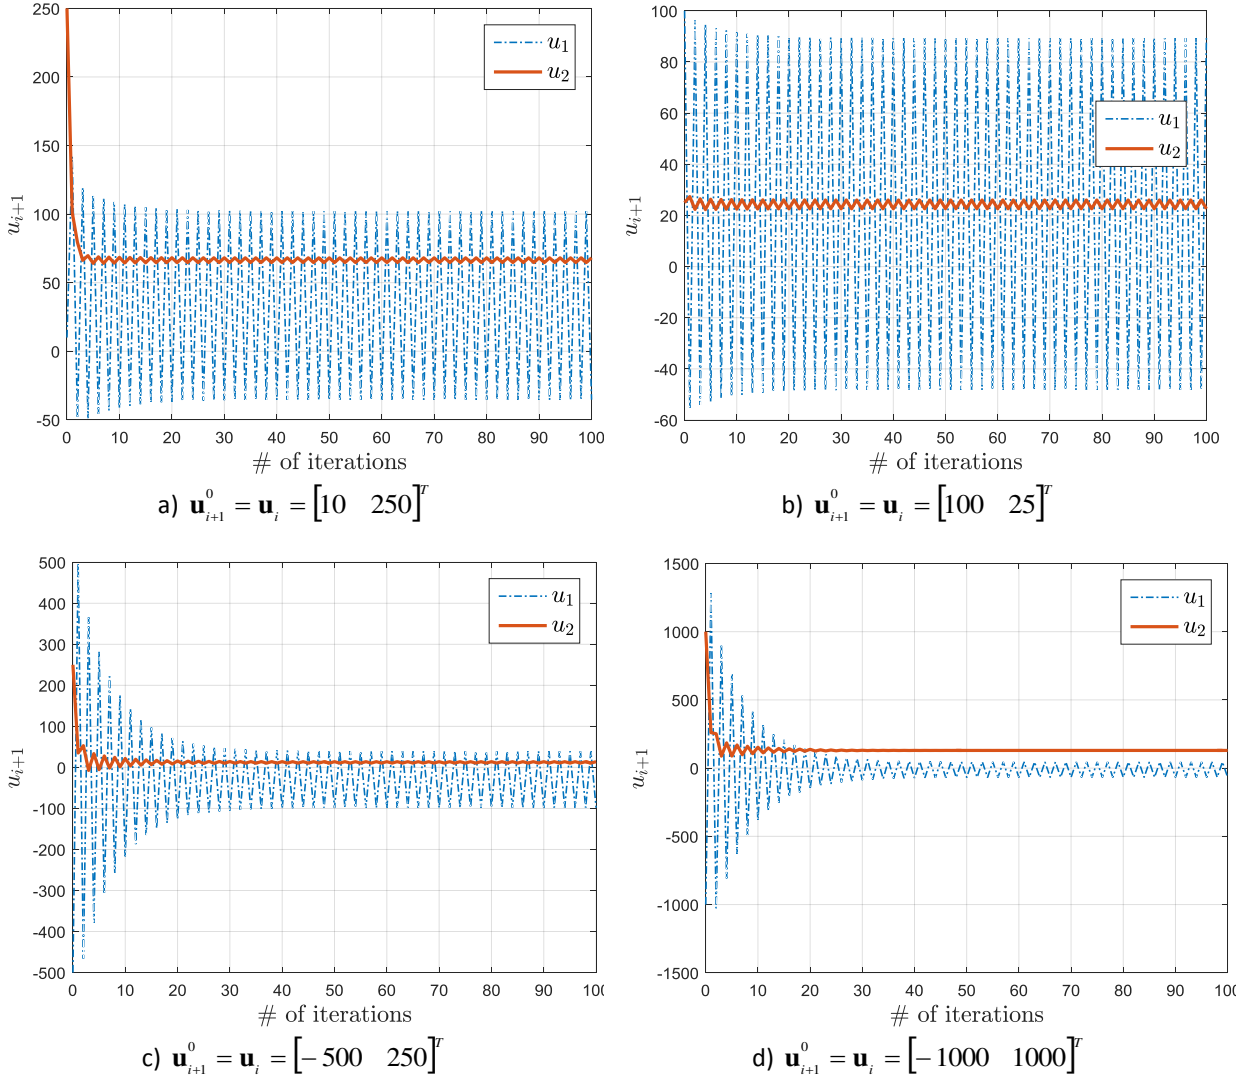 250
200
150
100
50
0
-50
0 10 20 30 40 50 60 70 80 90 100
u_{i+1}
# of iterations
u_1
u_2
a) u^0_{i+1} = u_i = [10 250]^T
100
80
60
40
20
0
-20
-40
-60
0 10 20 30 40 50 60 70 80 90 100
u_{i+1}
# of iterations
u_1
u_2
b) u^0_{i+1} = u_i = [100 25]^T
500
400
300
200
100
0
-100
-200
-300
-400
-500
0 10 20 30 40 50 60 70 80 90 100
u_{i+1}
# of iterations
u_1
u_2
c) u^0_{i+1} = u_i = [-500 250]^T
1500
1000
500
0
-500
-1000
-1500
0 10 20 30 40 50 60 70 80 90 100
u_{i+1}
# of iterations
u_1
u_2
d) u^0_{i+1} = u_i = [-1000 1000]^T